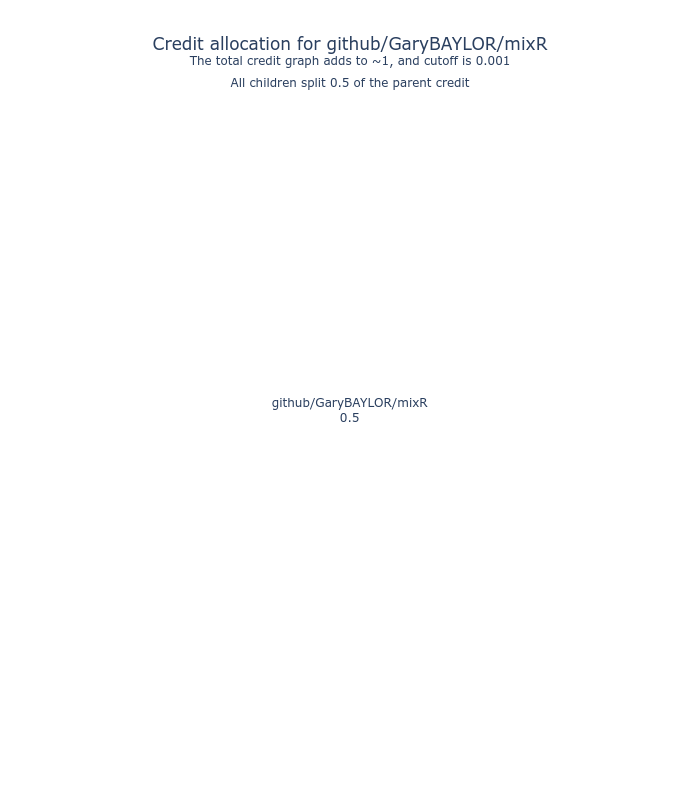 Credit allocation for github/GaryBAYLOR/mixR
The total credit graph adds to ~1, and cutoff is 0.001
All children split 0.5 of the parent credit
github/GaryBAYLOR/mixR
0.5